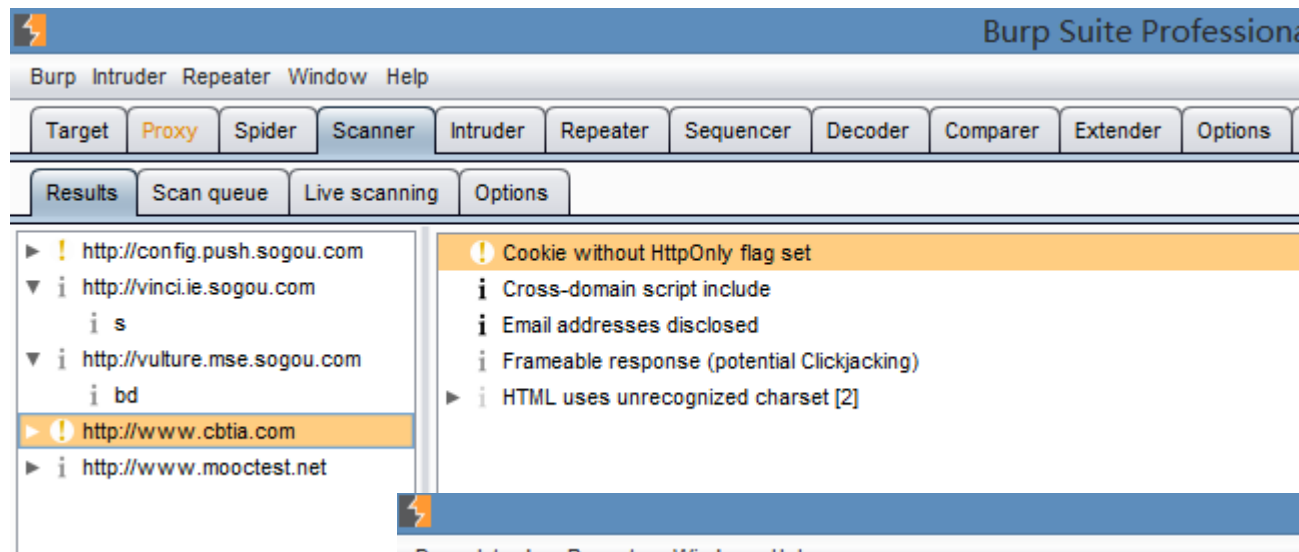 Burp Suite Professiona
Burp Intruder Repeater Window Help
Target Proxy Spider Scanner Intruder Repeater Sequencer Decoder Comparer Extender Options
Results Scan queue Live scanning Options
! http://config.push.sogou.com
i http://vinci.ie.sogou.com
i s
i http://vulture.mse.sogou.com
i bd
! http://www.cbtia.com
i http://www.mooctest.net
! Cookie without HttpOnly flag set
i Cross-domain script include
i Email addresses disclosed
i Frameable response (potential Clickjacking)
i HTML uses unrecognized charset [2]